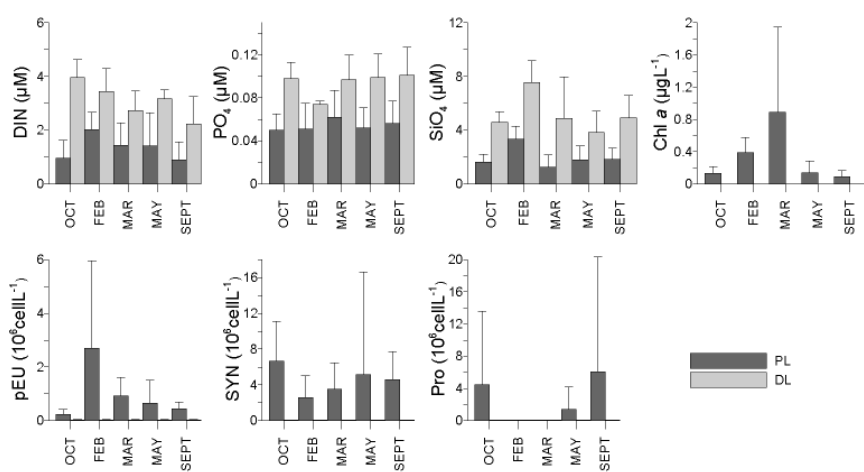 DIN (μM)
6
4
2
0
OCT
FEB
MAR
MAY
SEPT
PO₄ (μM)
0.12
0.08
0.04
0
OCT
FEB
MAR
MAY
SEPT
SiO₄ (μM)
12
8
4
0
OCT
FEB
MAR
MAY
SEPT
Chl a (μgL⁻¹)
2
1.6
1.2
0.8
0.4
0
OCT
FEB
MAR
MAY
SEPT
pEU (10⁶cellL⁻¹)
6
4
2
0
OCT
FEB
MAR
MAY
SEPT
SYN (10⁶cellL⁻¹)
16
12
8
4
0
OCT
FEB
MAR
MAY
SEPT
Pro (10⁶cellL⁻¹)
20
16
12
8
4
0
OCT
FEB
MAR
MAY
SEPT
PL
DL